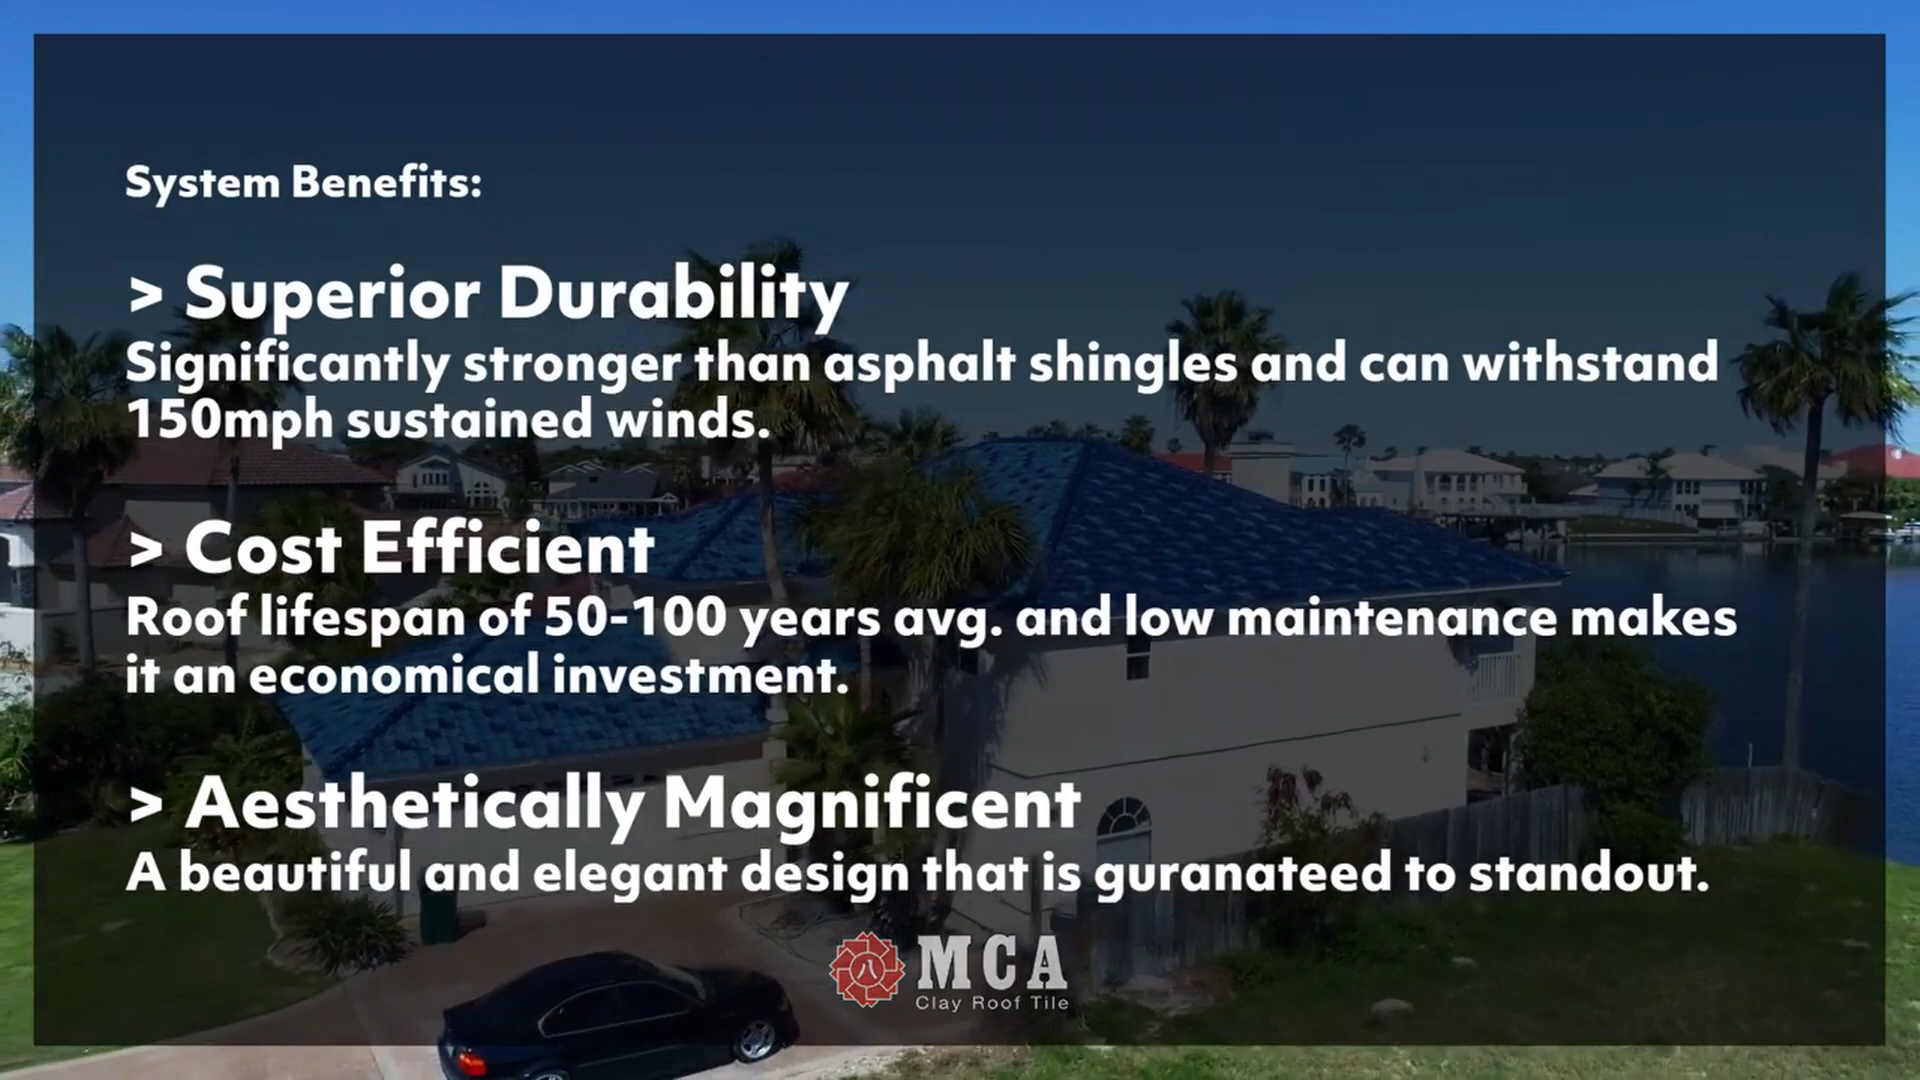 System Benefits:
> Superior Durability
Significantly stronger than asphalt shingles and can withstand
150mph sustained winds.
> Cost Efficient
Roof lifespan of 50-100 years avg. and low maintenance makes
it an economical investment.
> Aesthetically Magnificent
A beautiful and elegant design that is guranateed to standout.
八
MCA
Clay Roof Tile